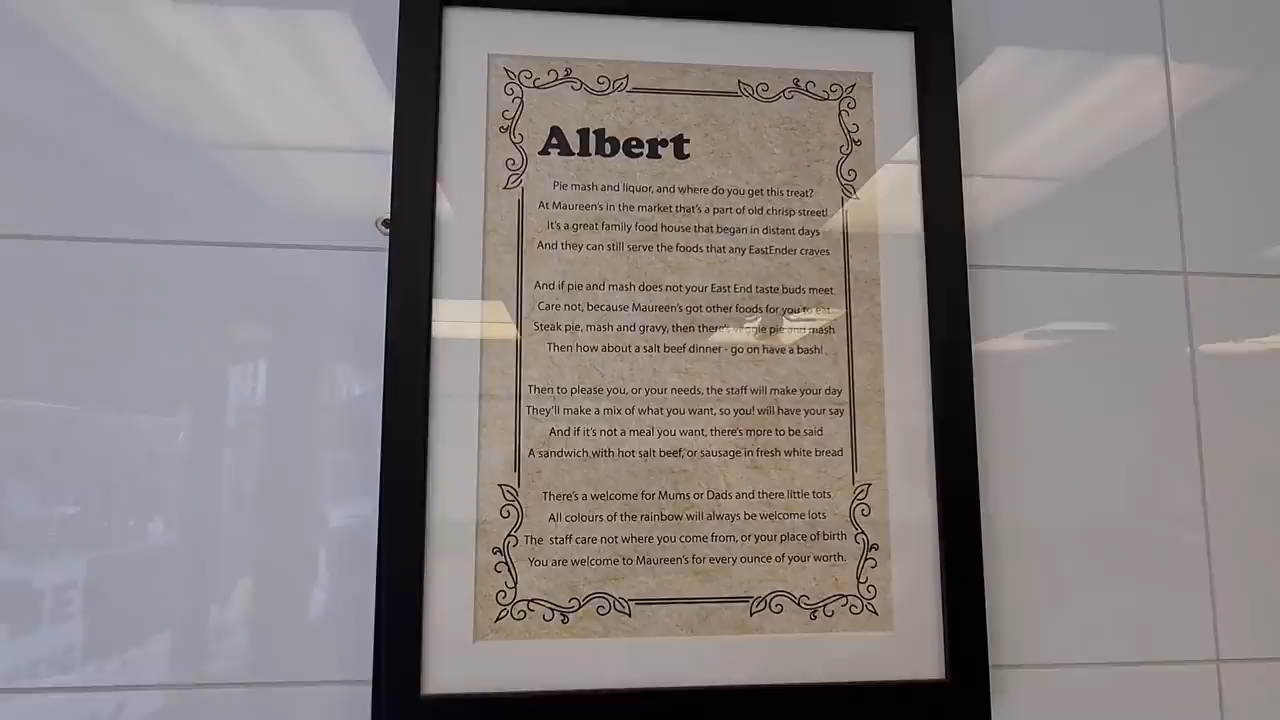 Albert
Pie mash and liquor, and where do you get this treat?
At Maureen's in the market that's a part of old chrisp street!
It's a great family food house that began in distant days
And they can still serve the foods that any EastEnder craves
And if pie and mash does not your East End taste buds meet
Care not, because Maureen's got other foods for you to eat
Steak pie, mash and gravy, then there's veggie pie and mash
Then how about a salt beef dinner - go on have a bash!
Then to please you, or your needs, the staff will make your day
They'll make a mix of what you want, so you! will have your say
And if it's not a meal you want, there's more to be said
A sandwich with hot salt beef, or sausage in fresh white bread
There's a welcome for Mums or Dads and there little tots
All colours of the rainbow will always be welcome lots
The staff care not where you come from, or your place of birth
You are welcome to Maureen's for every ounce of your worth.